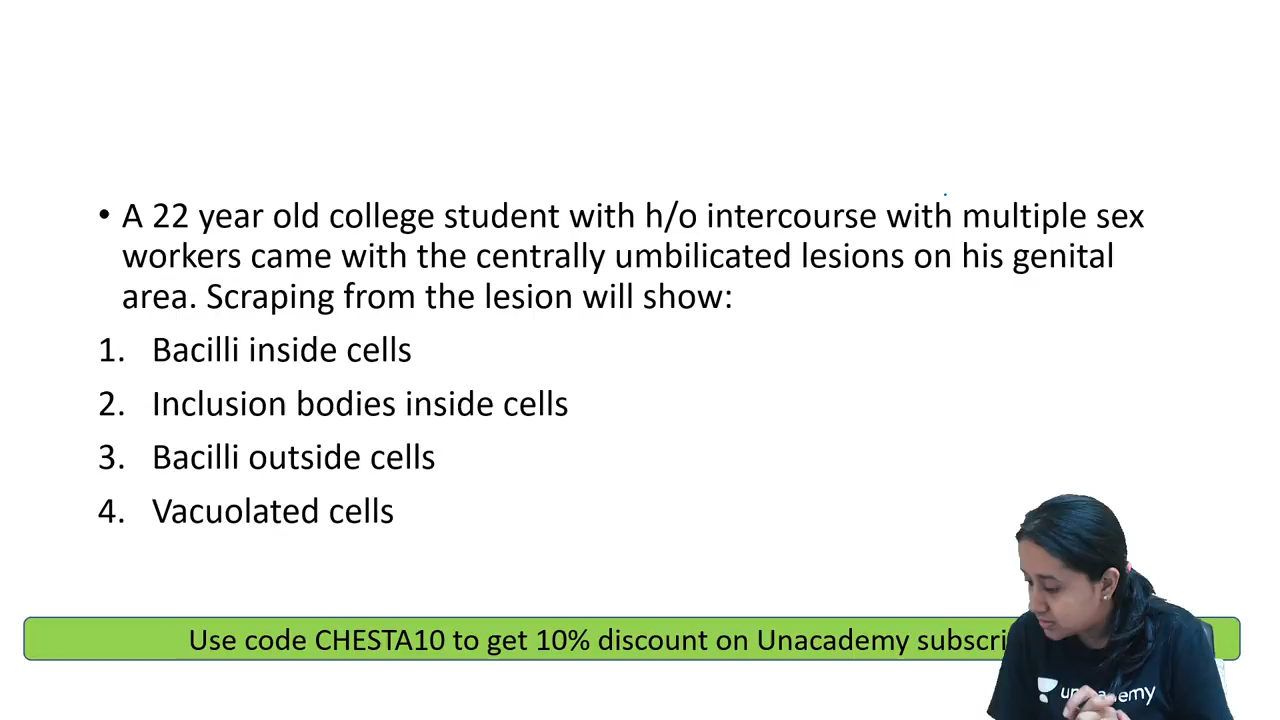 • A 22 year old college student with h/o intercourse with multiple sex
workers came with the centrally umbilicated lesions on his genital
area. Scraping from the lesion will show:
1. Bacilli inside cells
2. Inclusion bodies inside cells
3. Bacilli outside cells
4. Vacuolated cells
Use code CHESTA10 to get 10% discount on Unacademy